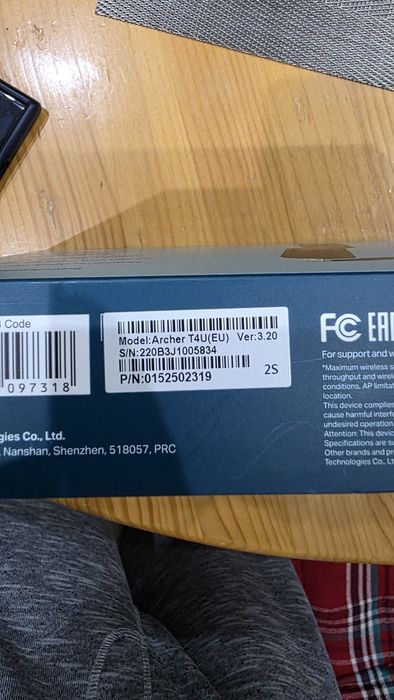 Code
097318
gies Co., Ltd.
Nanshan, Shenzhen, 518057, PRC
Model:Archer T4U(EU) Ver:3.20
S/N:220B3J1005834
P/N:0152502319
2S
FC EAC
For support and w
*Maximum wireless s
throughput and wirel
conditions, AP limitat
location.
This device complies
cause harmful interfe
undesired operation.
Attention: This devic
Specifications are su
Other brands and pr
Technologies Co., Lt